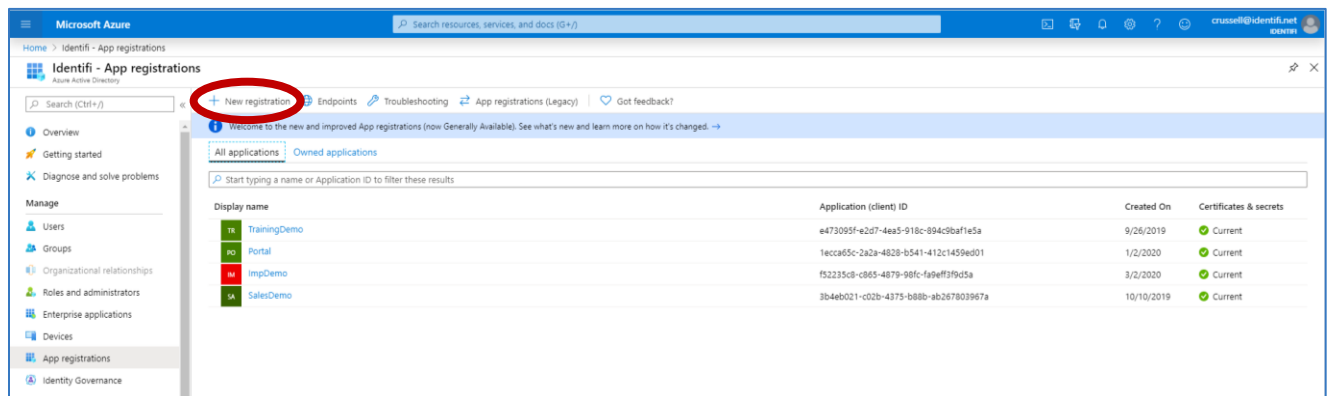 Microsoft Azure
Search resources, services, and docs (G+/)
crussell@identifi.net
IDENTIFI
Home > Identifi - App registrations
Identifi - App registrations
Azure Active Directory
Search (Ctrl+/)
«
+ New registration
Endpoints
Troubleshooting
App registrations (Legacy)
Got feedback?
Welcome to the new and improved App registrations (now Generally Available). See what's new and learn more on how it's changed. →
Overview
Getting started
Diagnose and solve problems
Manage
Users
Groups
Organizational relationships
Roles and administrators
Enterprise applications
Devices
App registrations
Identity Governance
All applications Owned applications
Start typing a name or Application ID to filter these results
Display name Application (client) ID Created On Certificates & secrets
TR TrainingDemo e473095f-e2d7-4ea5-918c-894c9baf1e5a 9/26/2019 Current
PO Portal 1ecca65c-2a2a-4828-b541-412c1459ed01 1/2/2020 Current
IM ImpDemo f52235c8-c865-4879-98fc-fa9eff3f9d5a 3/2/2020 Current
SA SalesDemo 3b4eb021-c02b-4375-b88b-ab267803967a 10/10/2019 Current